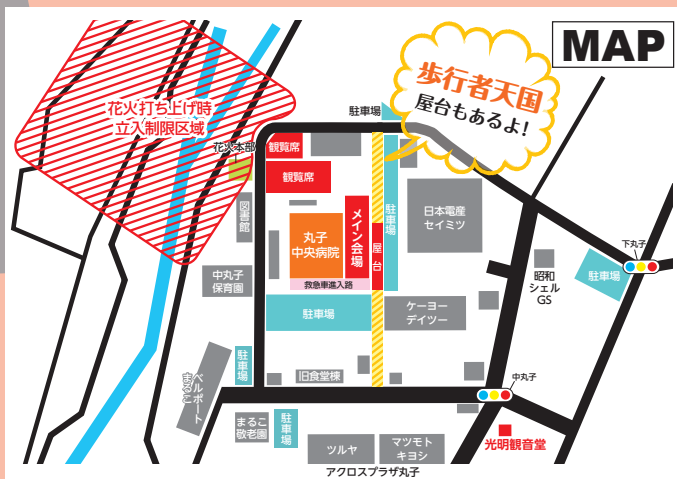 MAP
歩行者天国
屋台もあるよ!
花火打ち上げ時
立入制限区域
駐車場
花火本部
観覧席
観覧席
図書館
丸子
中央病院
メイン会場
屋台
駐車場
日本電産
セイミツ
下丸子
中丸子
保育園
救急車進入路
昭和
シェル
GS
駐車場
駐車場
ケーヨー
デイツー
ベルポート
まるこ
駐車場
旧食堂棟
中丸子
まるこ
敬老園
駐車場
ツルヤ
マツモト
キヨシ
光明観音堂
アクロスプラザ丸子